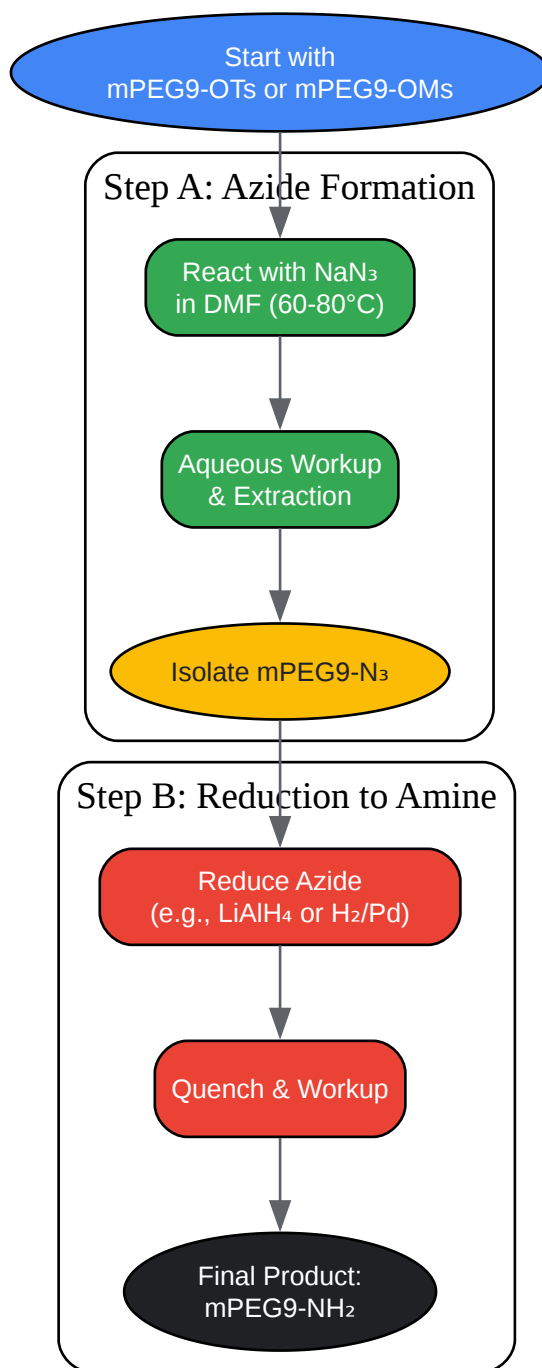 Start with
mPEG9-OTs or mPEG9-OMs
Step A: Azide Formation
React with NaN₃
in DMF (60-80°C)
Aqueous Workup
& Extraction
Isolate mPEG9-N₃
Step B: Reduction to Amine
Reduce Azide
(e.g., LiAlH₄ or H₂/Pd)
Quench & Workup
Final Product:
mPEG9-NH₂